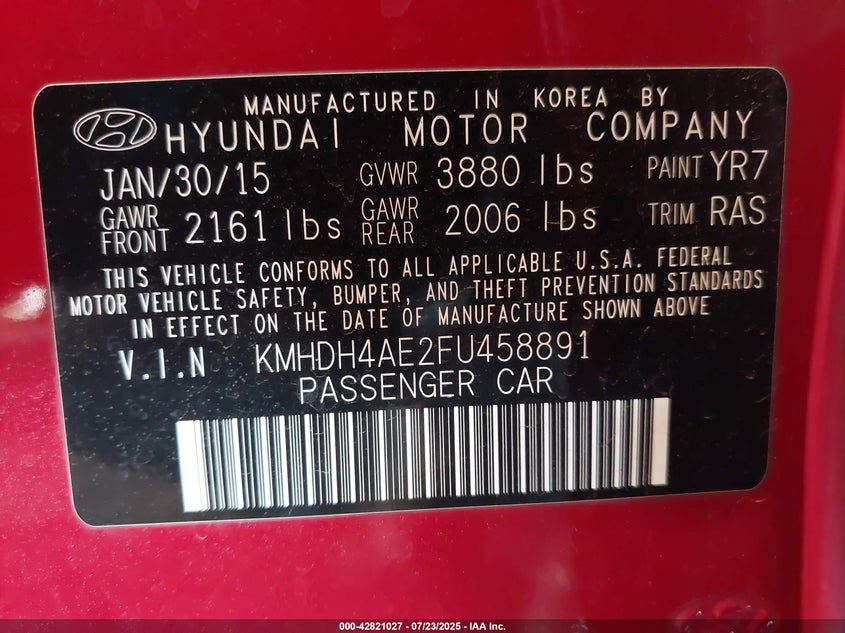 MANUFACTURED IN KOREA BY
HYUNDAI MOTOR COMPANY
JAN/30/15 GVWR 3880 lbs PAINT YR7
GAWR FRONT 2161 lbs GAWR REAR 2006 lbs TRIM RAS
THIS VEHICLE CONFORMS TO ALL APPLICABLE U.S.A. FEDERAL
MOTOR VEHICLE SAFETY, BUMPER, AND THEFT PREVENTION STANDARDS
IN EFFECT ON THE DATE OF MANUFACTURE SHOWN ABOVE
V.I.N KMHDH4AE2FU458891
PASSENGER CAR
000-42821027 - 07/23/2025 - IAA Inc.